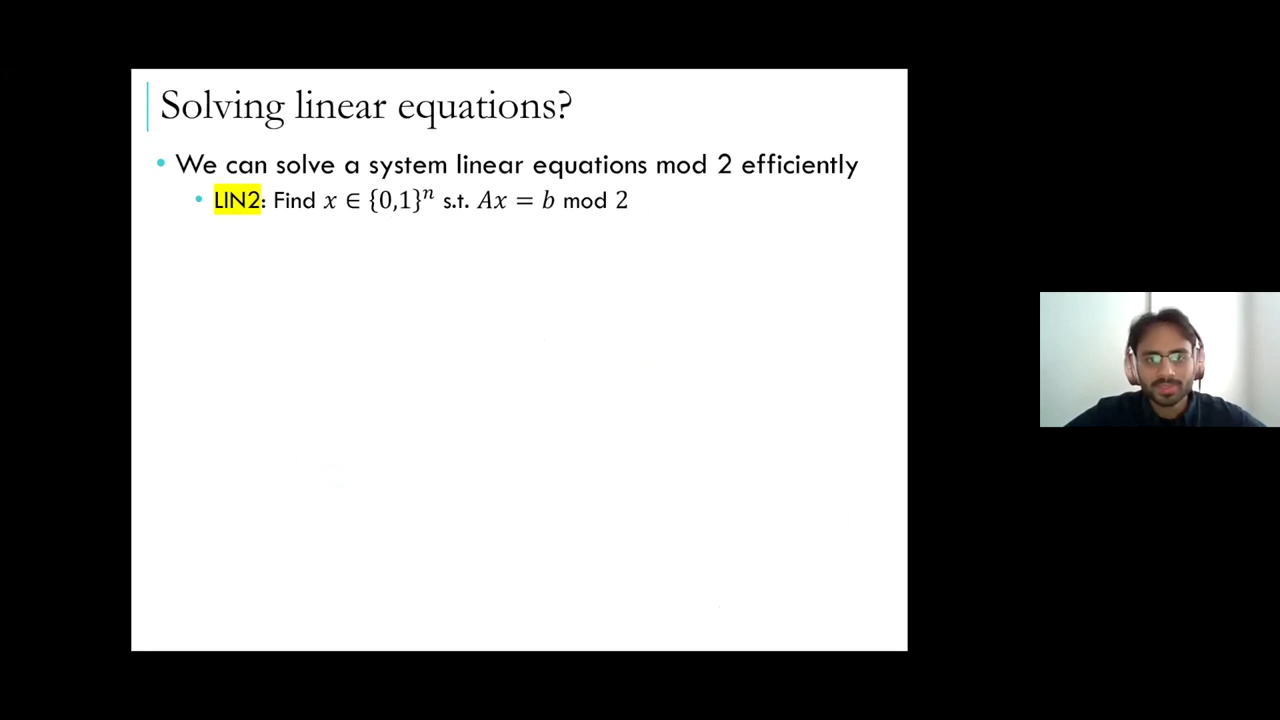 Solving linear equations?
• We can solve a system linear equations mod 2 efficiently
• LIN2: Find 𝑥 ∈ {0,1}ⁿ s.t. 𝐴𝑥 = 𝑏 mod 2